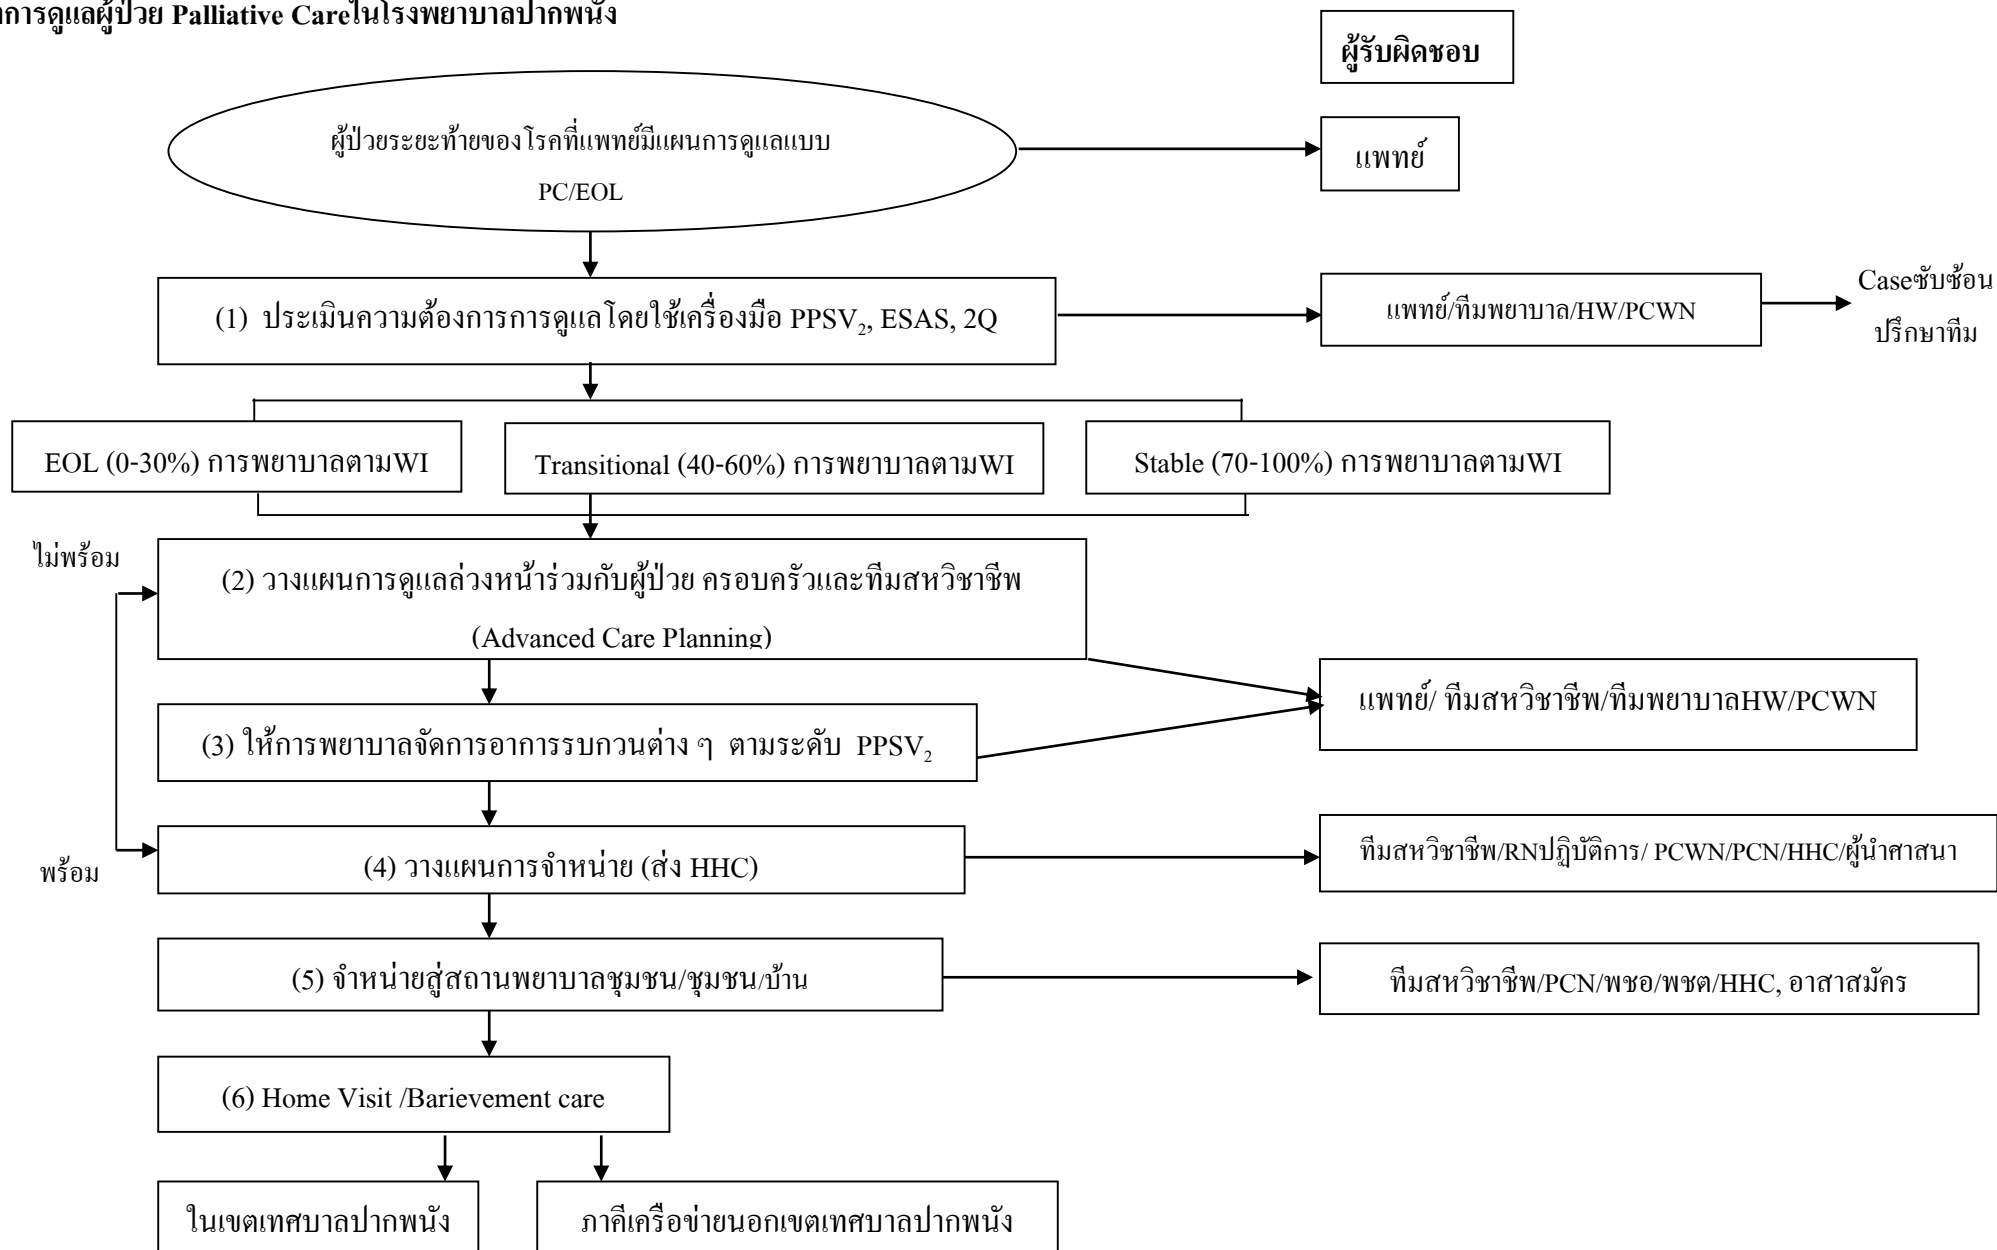 การดูแลผู้ป่วย Palliative Careในโรงพยาบาลปากพนัง
ผู้รับผิดชอบ
ผู้ป่วยระยะท้ายของโรคที่แพทย์มีแผนการดูแลแบบ
PC/EOL
แพทย์
(1) ประเมินความต้องการการดูแลโดยใช้เครื่องมือ PPSV₂, ESAS, 2Q
แพทย์/ทีมพยาบาล/HW/PCWN
Caseซับซ้อน
ปรึกษาทีม
EOL (0-30%) การพยาบาลตามWI
Transitional (40-60%) การพยาบาลตามWI
Stable (70-100%) การพยาบาลตามWI
ไม่พร้อม
(2) วางแผนการดูแลล่วงหน้าร่วมกับผู้ป่วย ครอบครัวและทีมสหวิชาชีพ
(Advanced Care Planning)
แพทย์/ ทีมสหวิชาชีพ/ทีมพยาบาลHW/PCWN
(3) ให้การพยาบาลจัดการอาการรบกวนต่าง ๆ ตามระดับ PPSV₂
พร้อม
(4) วางแผนการจำหน่าย (ส่ง HHC)
ทีมสหวิชาชีพ/RNปฏิบัติการ/ PCWN/PCN/HHC/ผู้นำศาสนา
(5) จำหน่ายสู่สถานพยาบาลชุมชน/ชุมชน/บ้าน
ทีมสหวิชาชีพ/PCN/พชอ/พชต/HHC, อาสาสมัคร
(6) Home Visit /Barievement care
ในเขตเทศบาลปากพนัง
ภาคีเครือข่ายนอกเขตเทศบาลปากพนัง